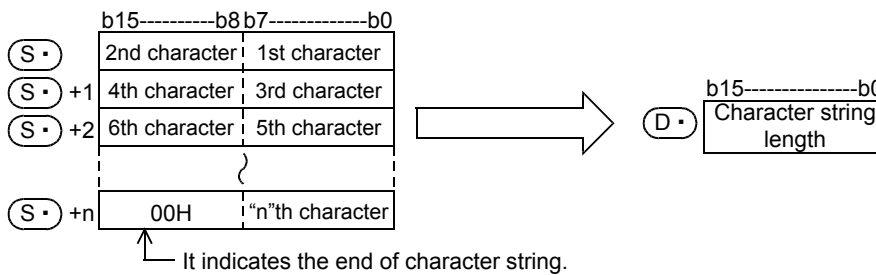 b15----------b8 b7-------------b0
S・ 2nd character 1st character
S・ +1 4th character 3rd character
S・ +2 6th character 5th character
S・ +n 00H “n”th character
It indicates the end of character string.
b15---------------b0
D・ Character string
length